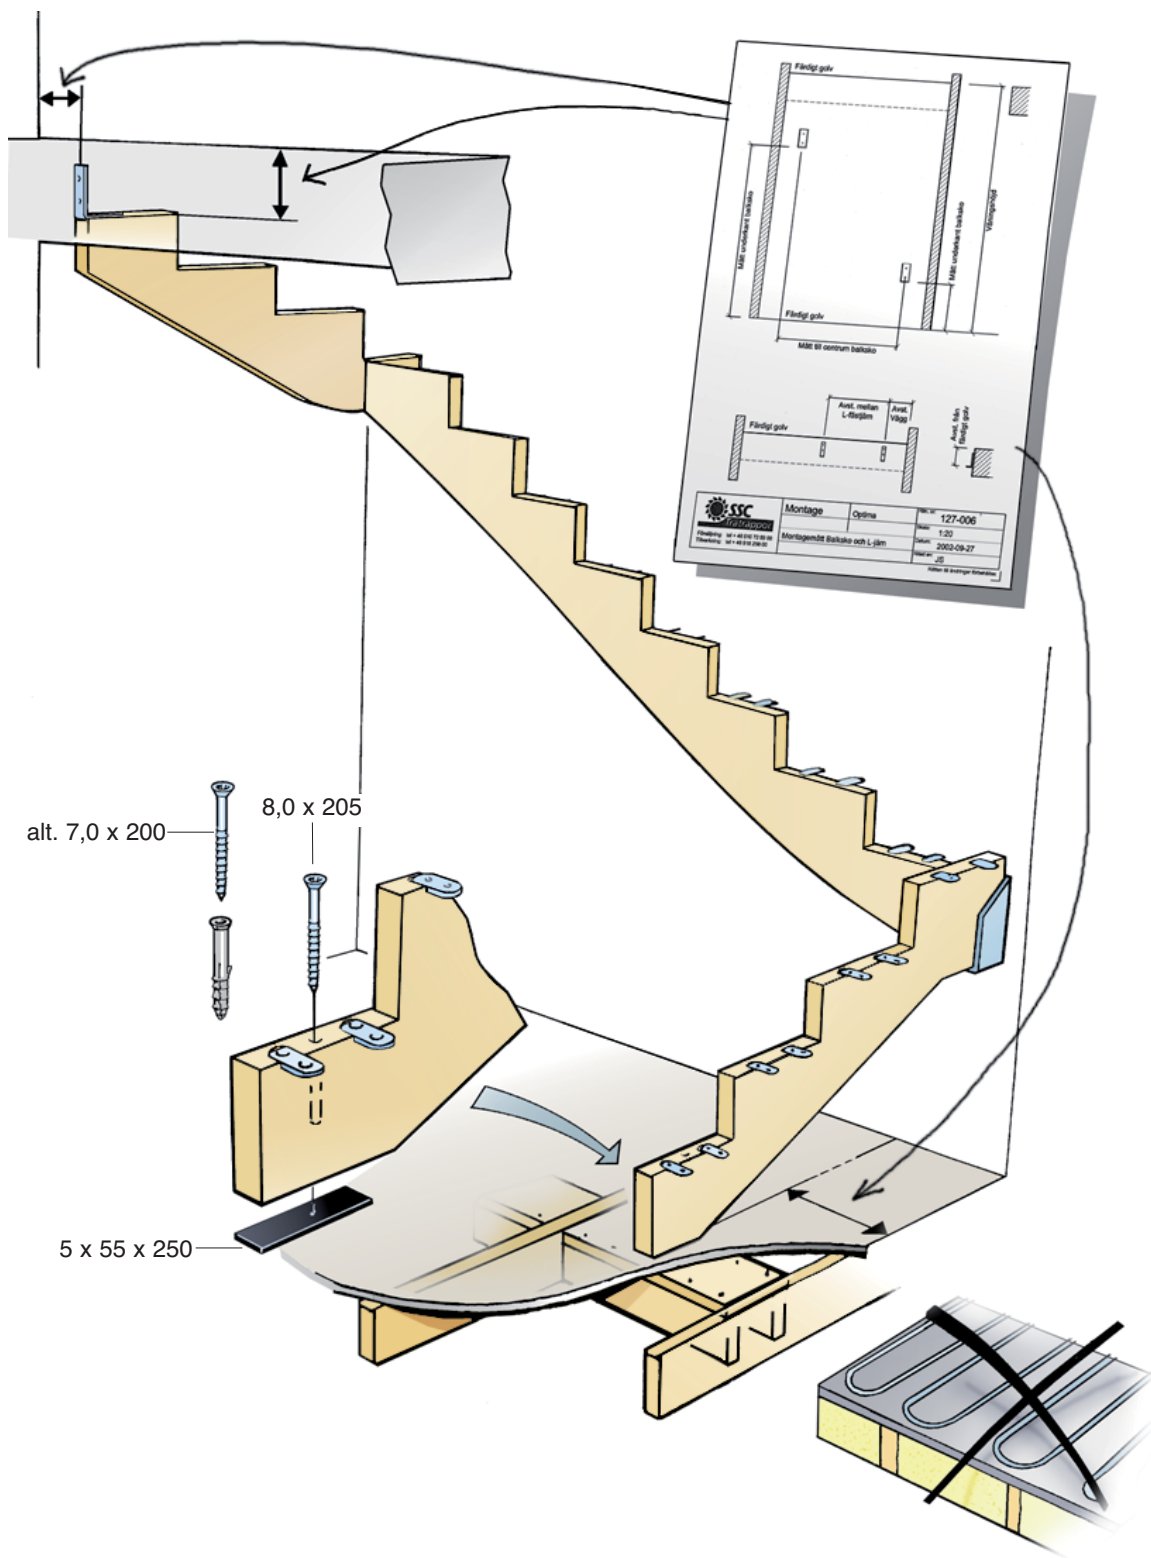 Färdigt golv
Mått underkant balksko
Mått underkant balksko
Våningshöjd
Färdigt golv
Mått till centrum balksko
Avst. mellan
L-fästjärn
Avst.
Vägg
Avst. från
färdigt golv
Färdigt golv
SSC
Trätrappor
Montage
Optima
127-006
1:20
Montagemått Balksko och L-järn
Datum:
2002-09-27
JS
alt. 7,0 x 200
8,0 x 205
5 x 55 x 250